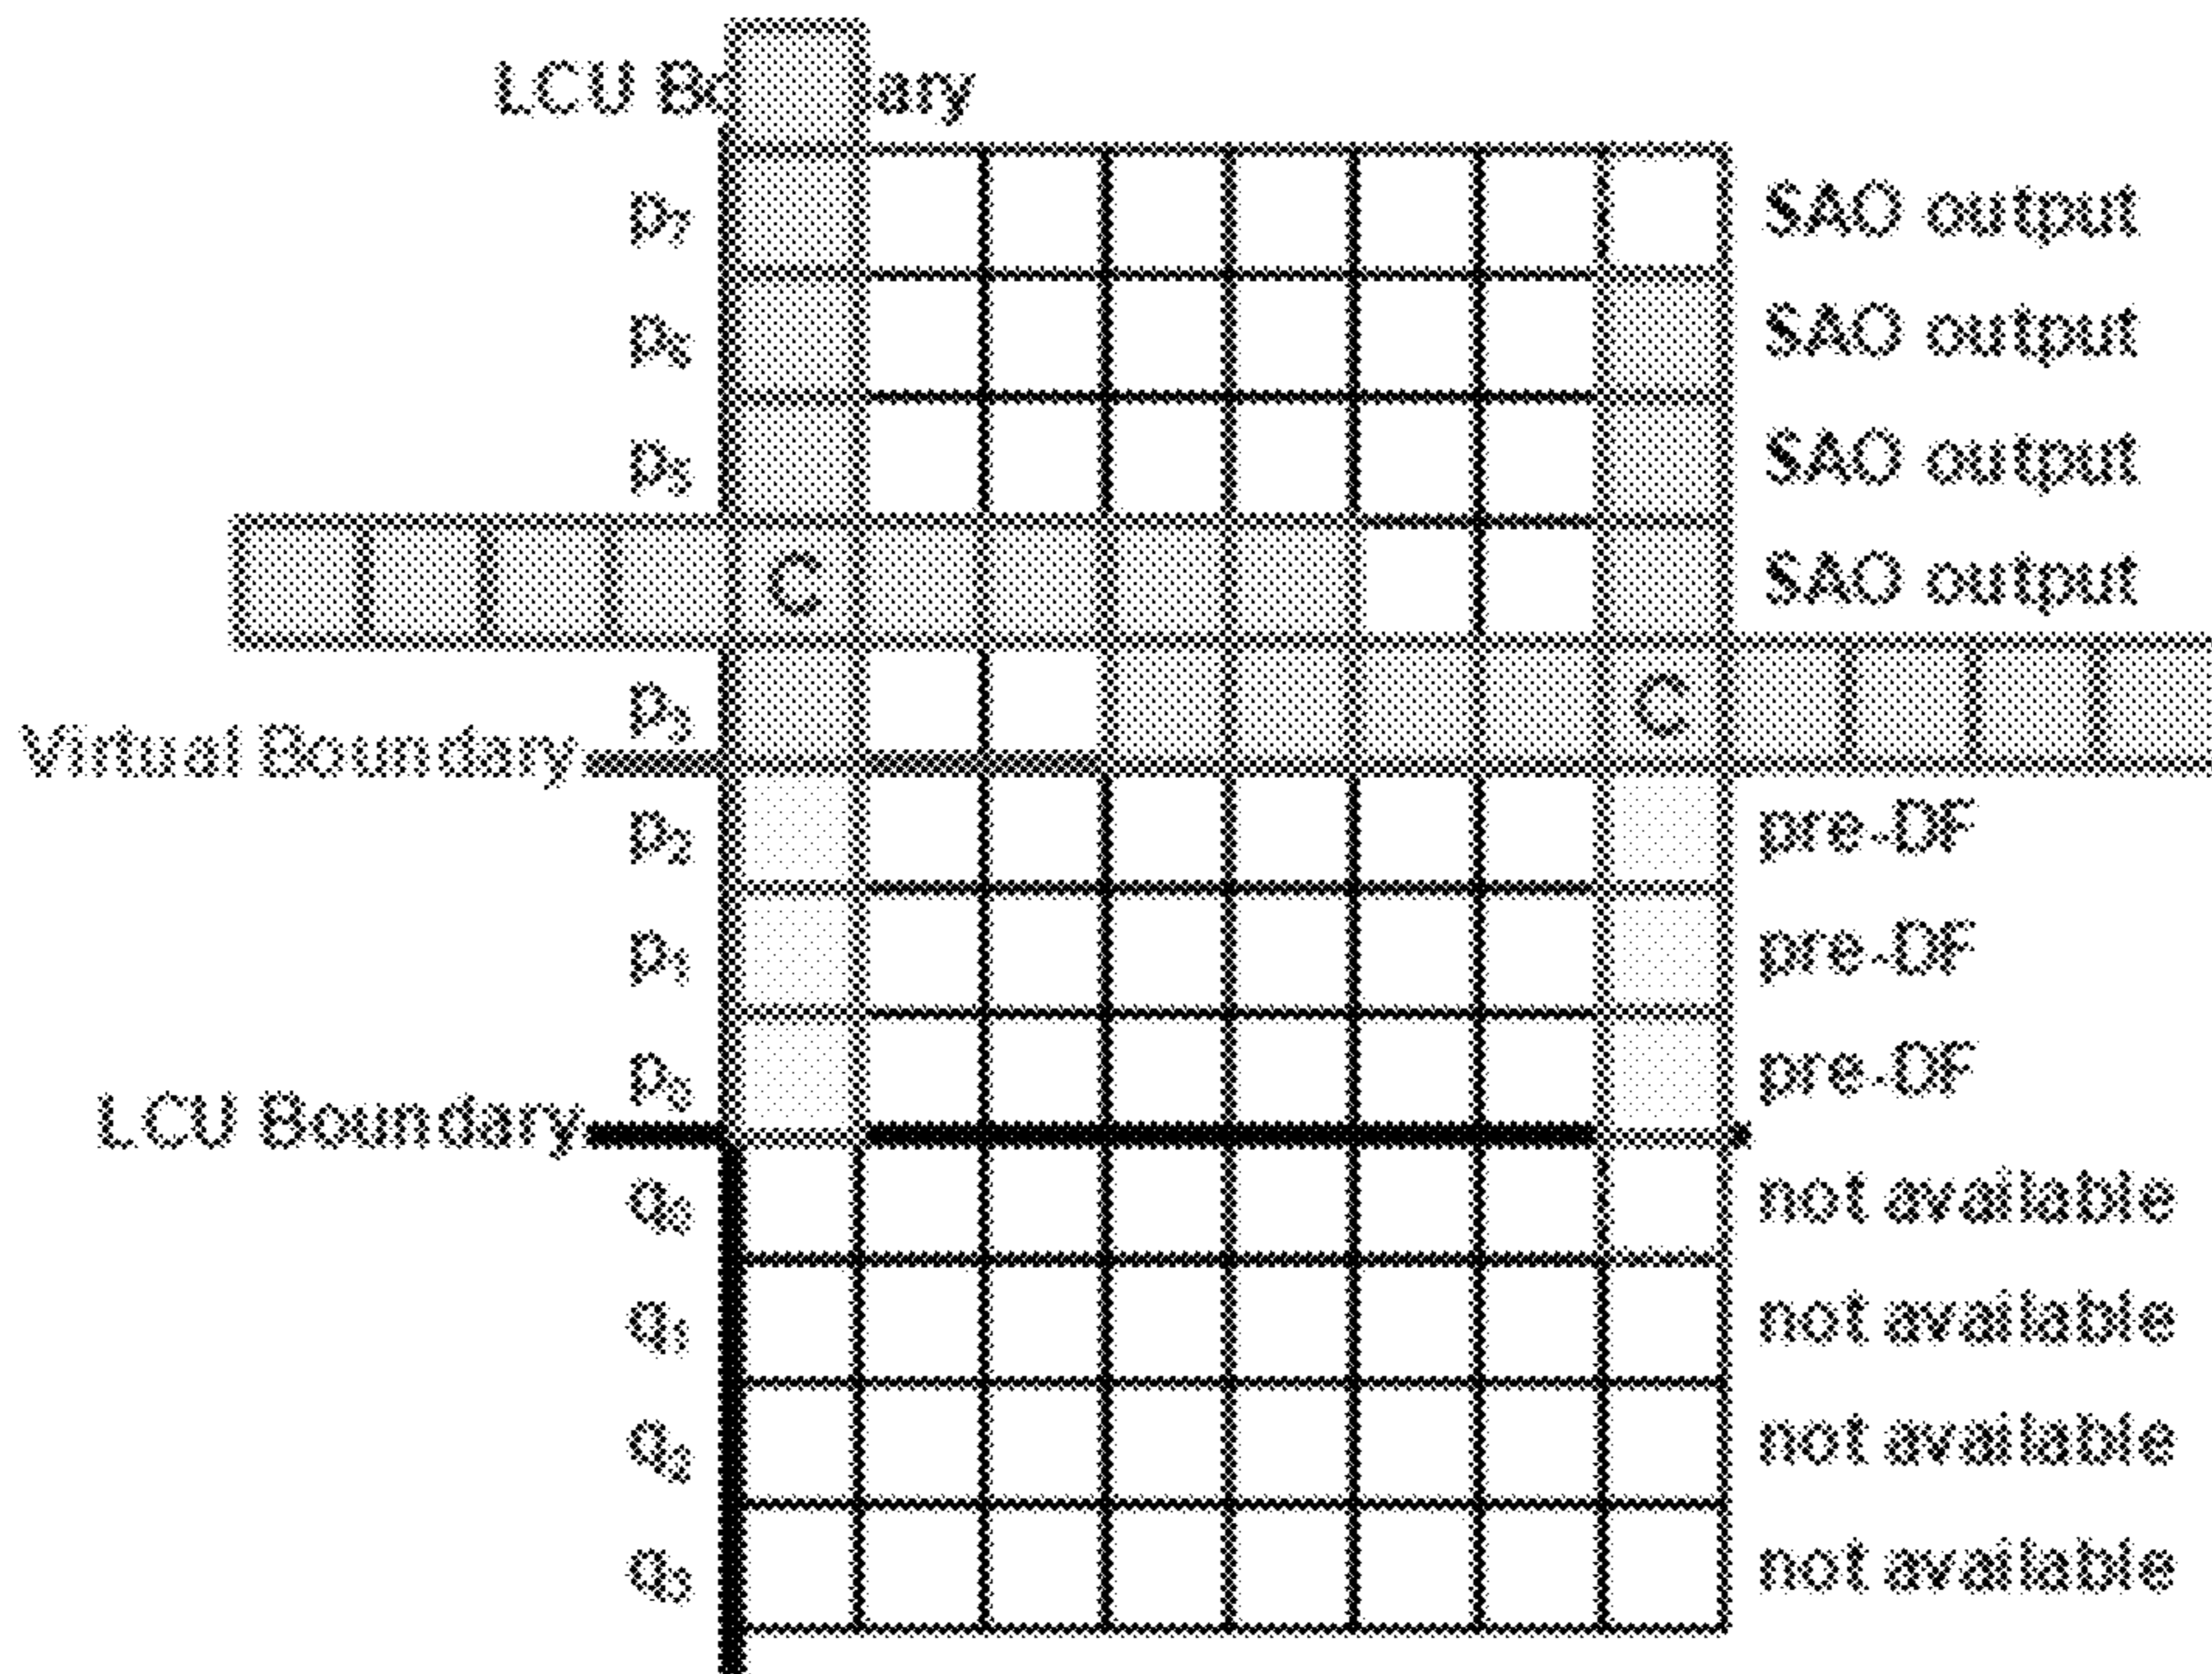 LCU Bo ary
p₇ SAO output
p₆ SAO output
p₅ SAO output
C SAO output
p₃ C
Virtual Boundary
p₂ pre-DF
p₁ pre-DF
p₀ pre-DF
LCU Boundary
q₀ not available
q₁ not available
q₂ not available
q₃ not available